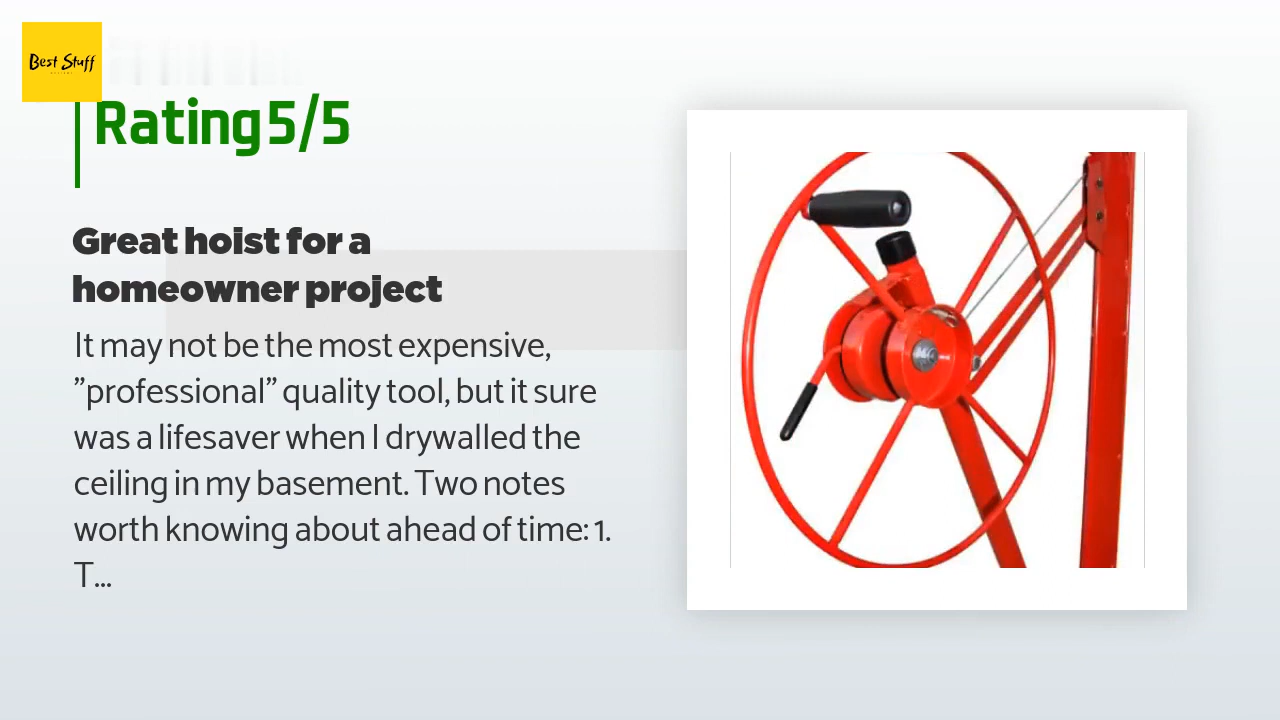 Best Stuff
Rating 5/5
Great hoist for a
homeowner project
It may not be the most expensive,
”professional” quality tool, but it sure
was a lifesaver when I drywalled the
ceiling in my basement. Two notes
worth knowing about ahead of time: 1.
T...